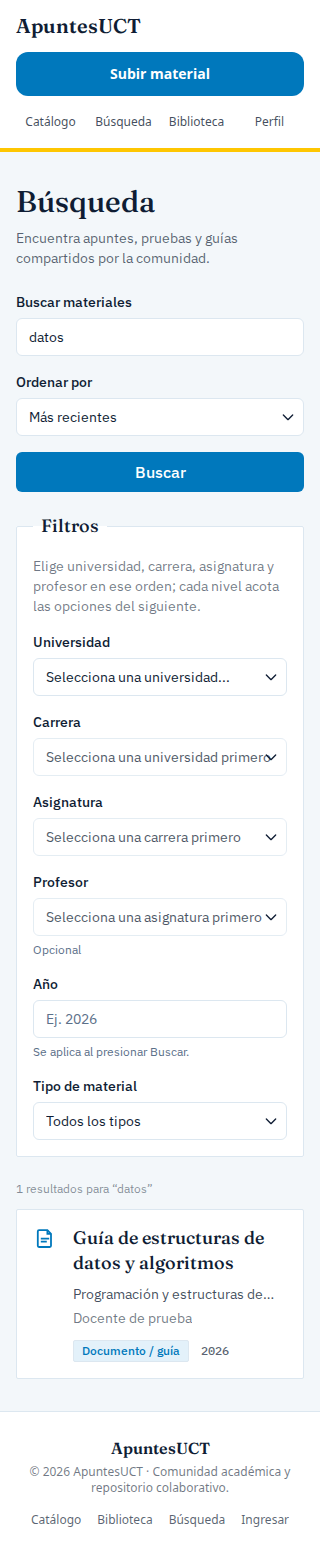 ApuntesUCT
Subir material
Catálogo Búsqueda Biblioteca Perfil
Búsqueda
Encuentra apuntes, pruebas y guías
compartidos por la comunidad.
Buscar materiales
datos
Ordenar por
Más recientes
Buscar
Filtros
Elige universidad, carrera, asignatura y
profesor en ese orden; cada nivel acota
las opciones del siguiente.
Universidad
Selecciona una universidad...
Carrera
Selecciona una universidad primero
Asignatura
Selecciona una carrera primero
Profesor
Selecciona una asignatura primero
Opcional
Año
Ej. 2026
Se aplica al presionar Buscar.
Tipo de material
Todos los tipos
1 resultados para “datos”
Guía de estructuras de
datos y algoritmos
Programación y estructuras de...
Docente de prueba
Documento / guía 2026
ApuntesUCT
© 2026 ApuntesUCT · Comunidad académica y
repositorio colaborativo.
Catálogo Biblioteca Búsqueda Ingresar